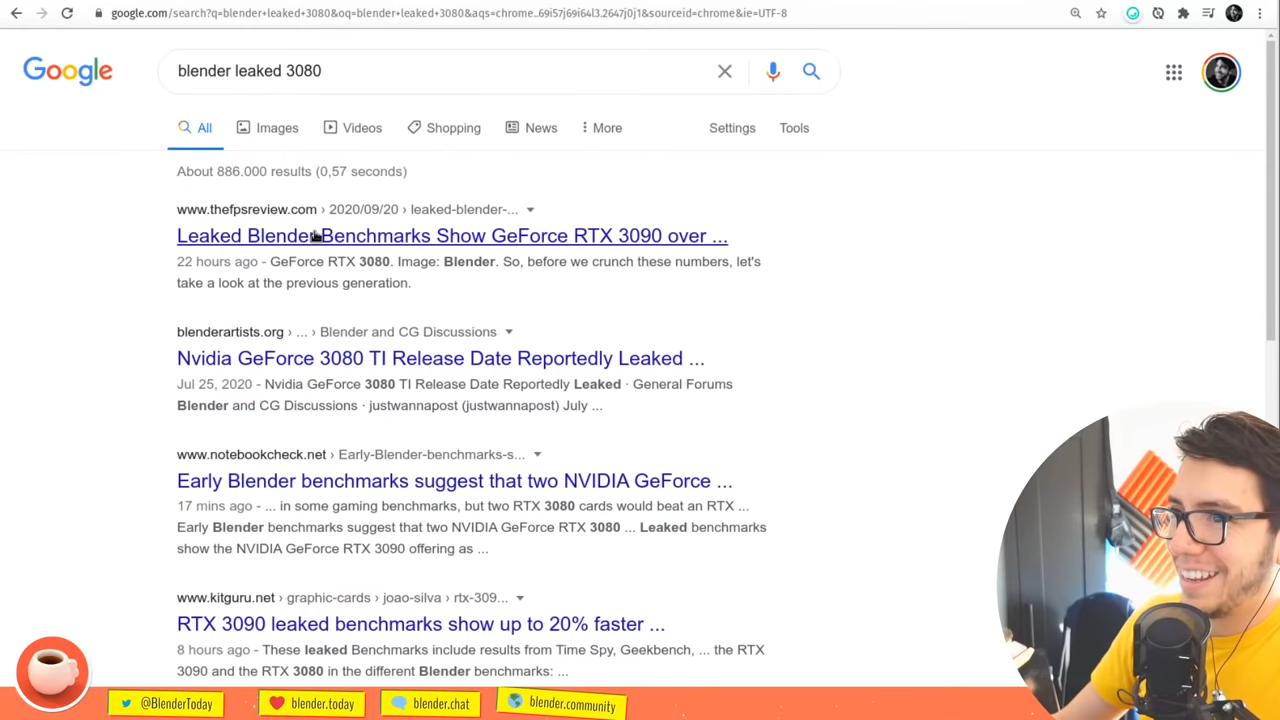 google.com/search?q=blender+leaked+3080&oq=blender+leaked+3080&aqs=chrome..69i57j69i64l3.2647j0j1&sourceid=chrome&ie=UTF-8
Google
blender leaked 3080
All Images Videos Shopping News More Settings Tools
About 886.000 results (0,57 seconds)
www.thefpsreview.com › 2020/09/20 › leaked-blender-...
Leaked Blender Benchmarks Show GeForce RTX 3090 over ...
22 hours ago - GeForce RTX 3080. Image: Blender. So, before we crunch these numbers, let's
take a look at the previous generation.
blenderartists.org › ... › Blender and CG Discussions
Nvidia GeForce 3080 TI Release Date Reportedly Leaked ...
Jul 25, 2020 - Nvidia GeForce 3080 TI Release Date Reportedly Leaked · General Forums
Blender and CG Discussions · justwannapost (justwannapost) July ...
www.notebookcheck.net › Early-Blender-benchmarks-s...
Early Blender benchmarks suggest that two NVIDIA GeForce ...
17 mins ago - ... in some gaming benchmarks, but two RTX 3080 cards would beat an RTX ...
Early Blender benchmarks suggest that two NVIDIA GeForce RTX 3080 ... Leaked benchmarks
show the NVIDIA GeForce RTX 3090 offering as ...
www.kitguru.net › graphic-cards › joao-silva › rtx-309...
RTX 3090 leaked benchmarks show up to 20% faster ...
8 hours ago - These leaked Benchmarks include results from Time Spy, Geekbench, ... the RTX
3090 and the RTX 3080 in the different Blender benchmarks: ...
@BlenderToday blender.today blender.chat blender.community